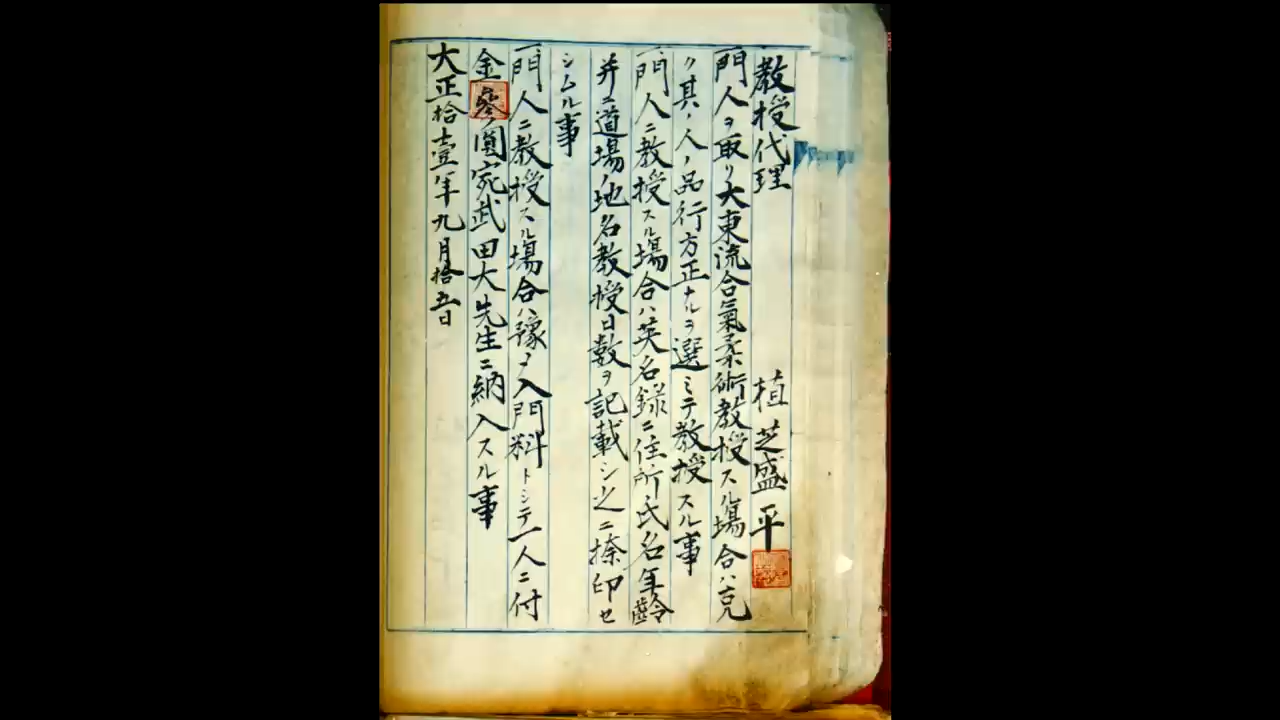 教授代理 植芝盛平
一、門人ヲ取リ大東流合氣柔術教授スル場合ハ克
ク其ノ人ノ品行方正ナルヲ選ミテ教授スル事
一、門人ニ教授スル場合ハ英名録ニ住所氏名年齢
并ニ道場ノ地名教授日数ヲ記載シ之ニ捺印セ
シムル事
一、門人ニ教授スル場合ハ豫メ入門料トシテ一人ニ付
金参圓宛武田大先生ニ納入スル事
大正拾壹年九月拾五日